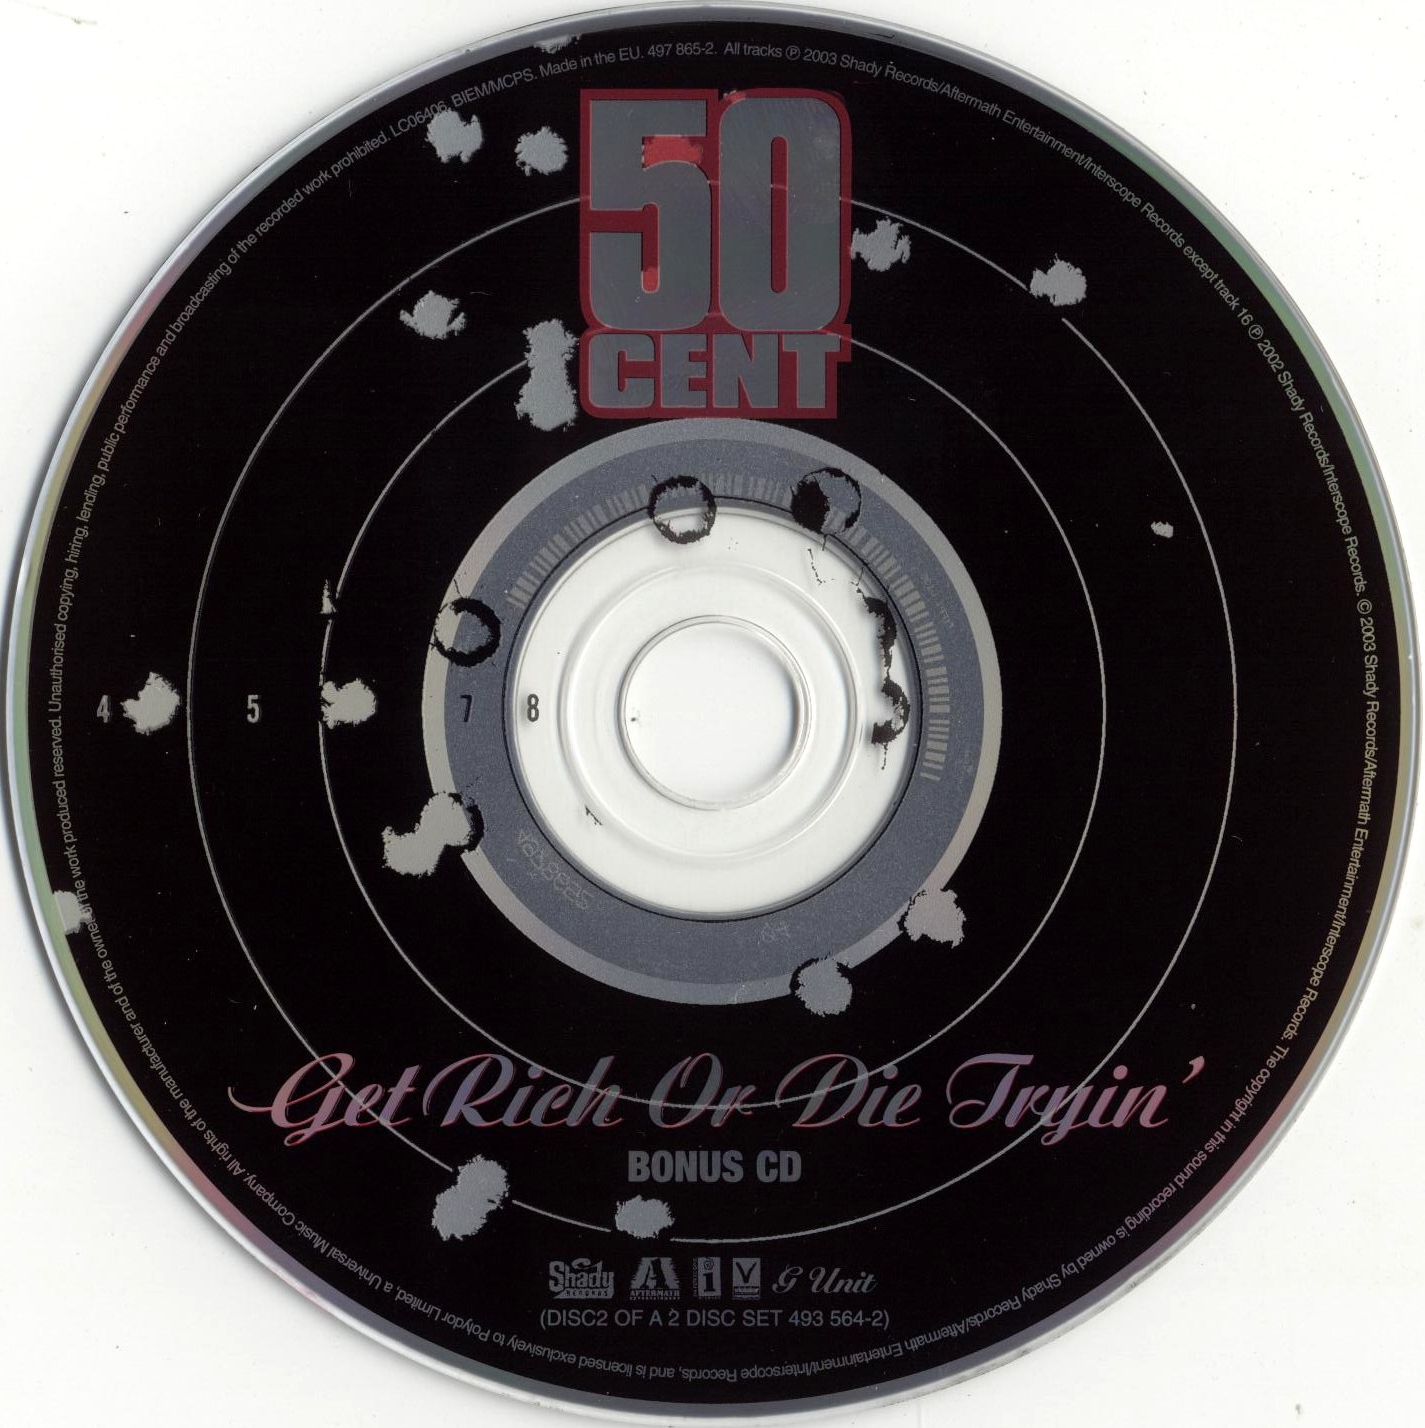 50
CENT
4 5 7 8
Get Rich Or Die Tryin'
BONUS CD
Shady RECORDS AFTERMATH G Unit
(DISC2 OF A 2 DISC SET 493 564-2)
Made in the EU. 497 865-2. All tracks ℗ 2003 Shady Records/Aftermath Entertainment/Interscope Records except track 16 ℗ 2002 Shady Records/Interscope Records. © 2003 Shady Records/Aftermath Entertainment/Interscope Records. The copyright in this sound recording is owned by Shady Records/Aftermath Entertainment/Interscope Records, and is licensed exclusively to Polydor Limited, a Universal Music Company. All rights of the manufacturer and of the owner of the work produced reserved. Unauthorised copying, hiring, lending, public performance and broadcasting of the recorded work prohibited. LC06406. BIEM/MCPS.